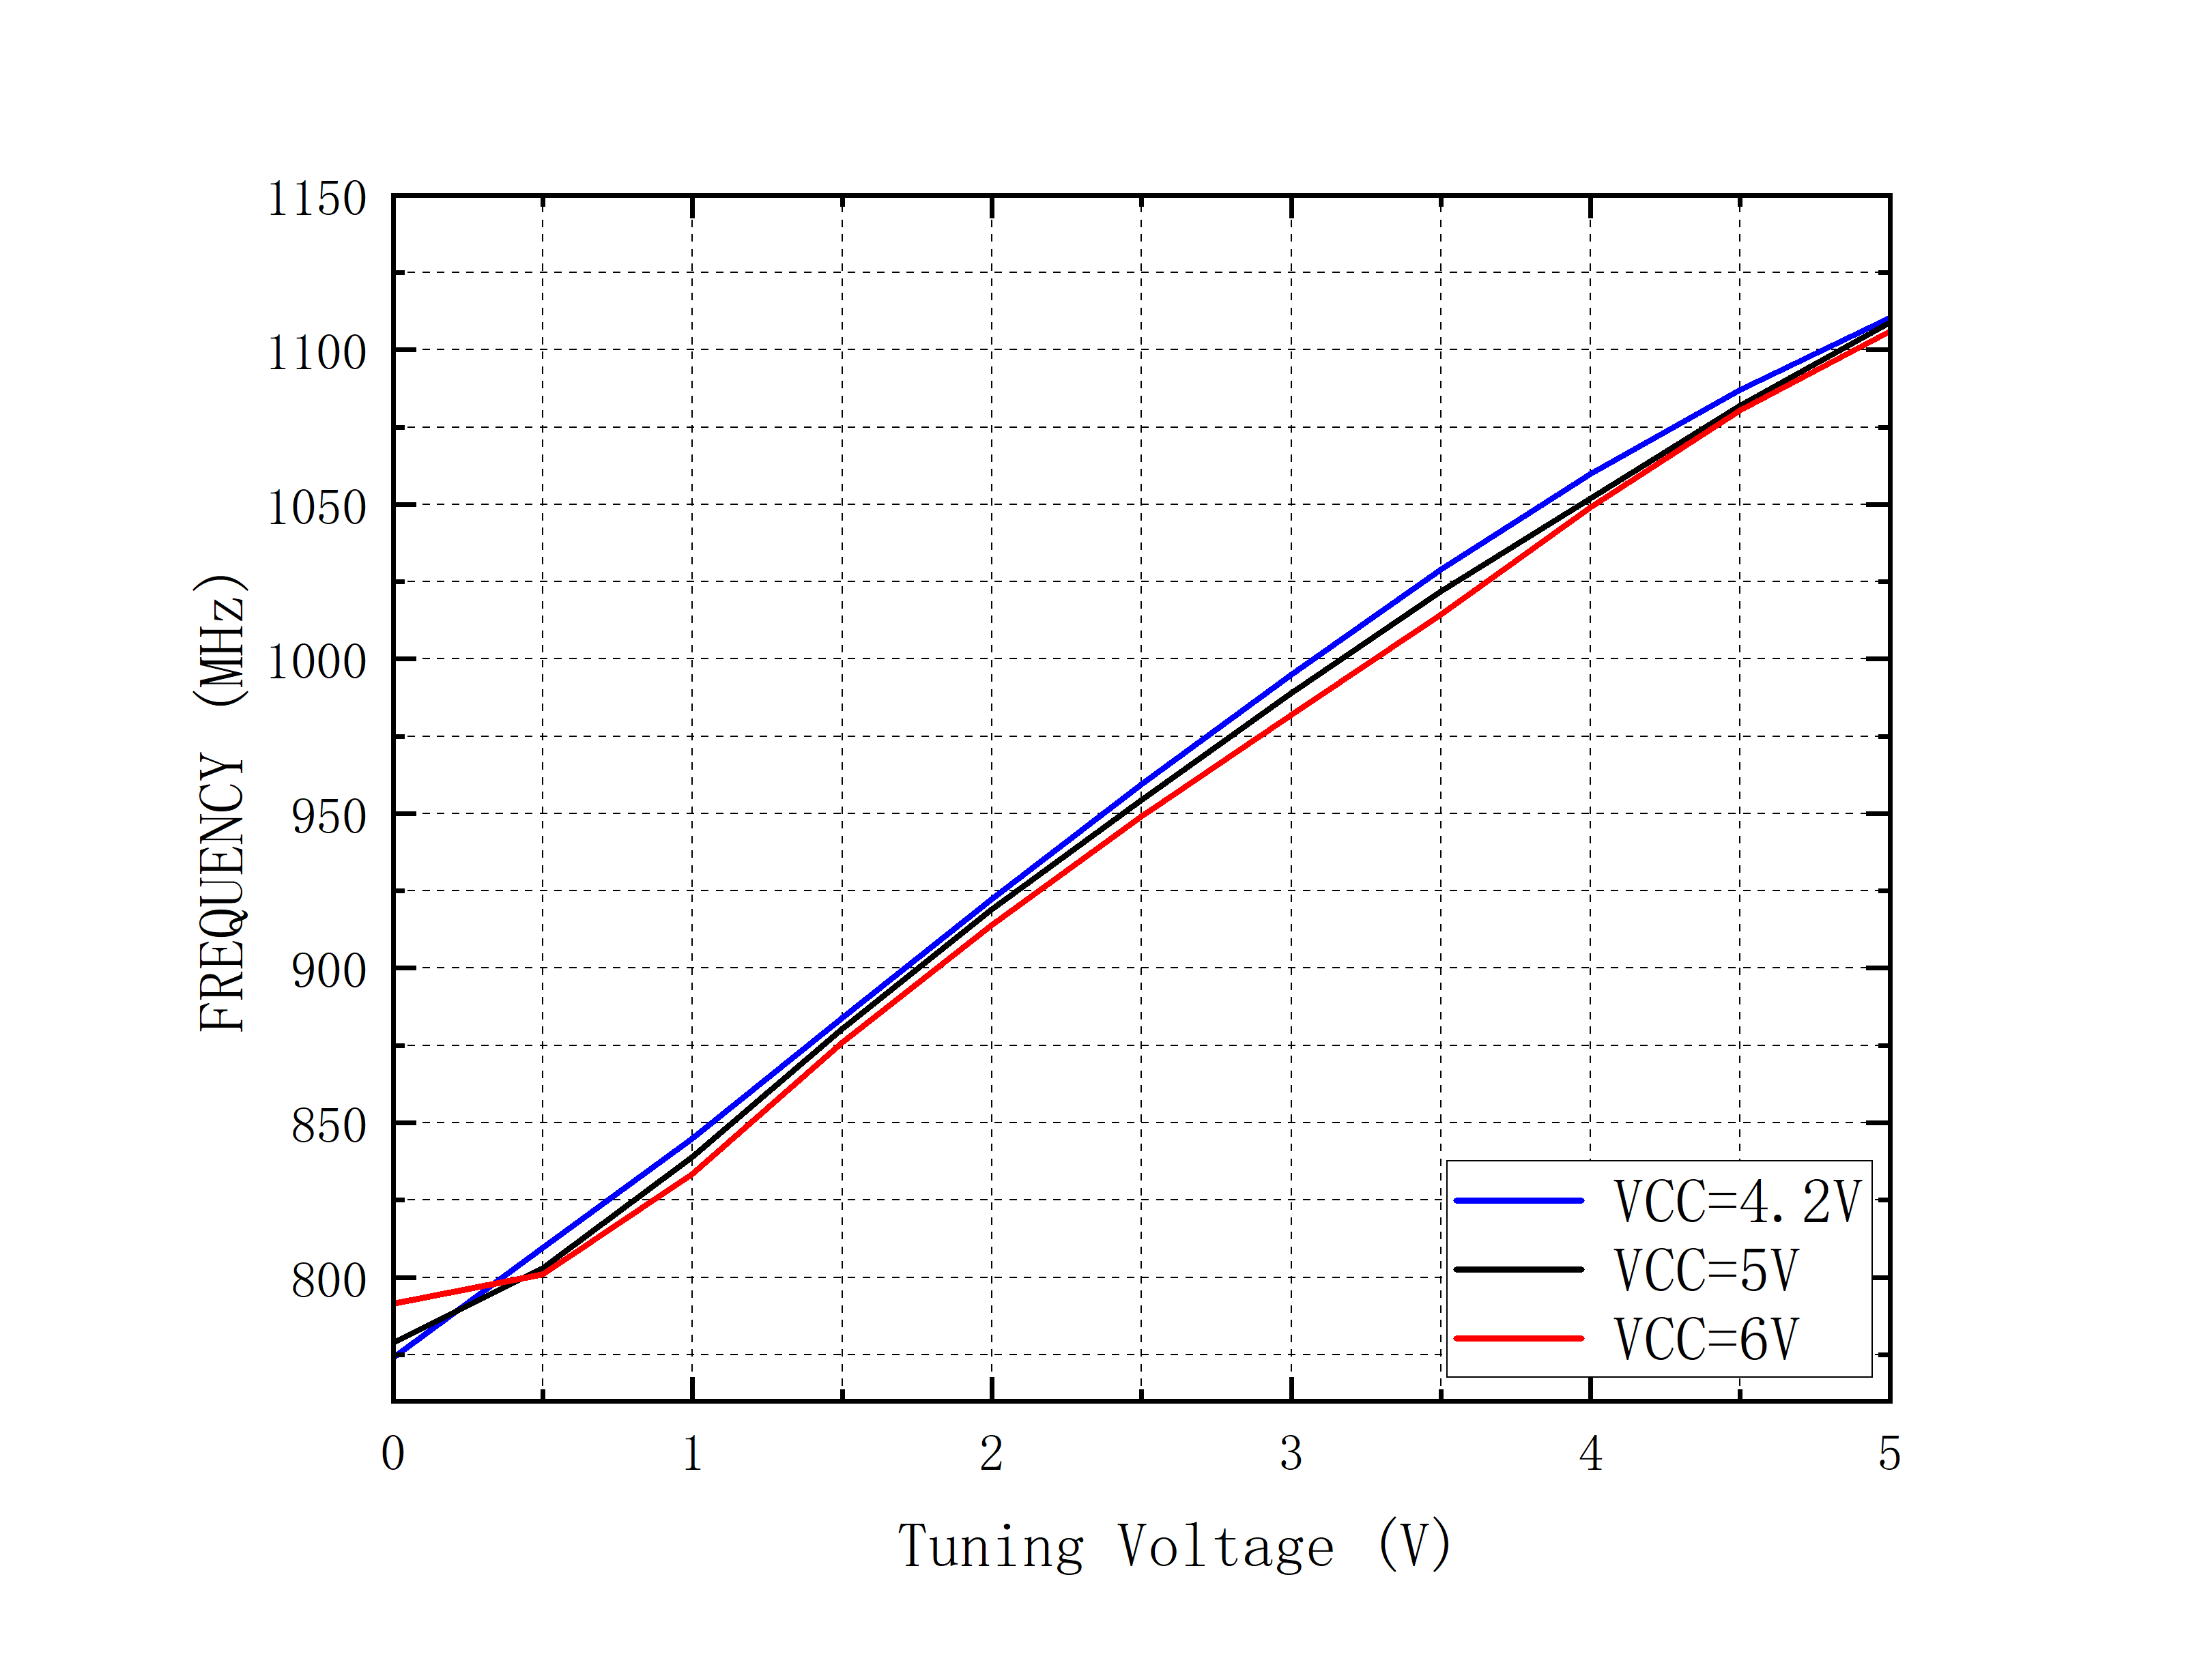 1150
1100
1050
1000
950
900
850
800
FREQUENCY (MHz)
VCC=4.2V
VCC=5V
VCC=6V
0 1 2 3 4 5
Tuning Voltage (V)